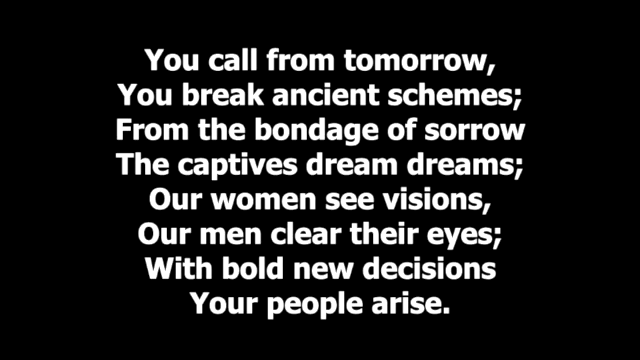 You call from tomorrow,
You break ancient schemes;
From the bondage of sorrow
The captives dream dreams;
Our women see visions,
Our men clear their eyes;
With bold new decisions
Your people arise.